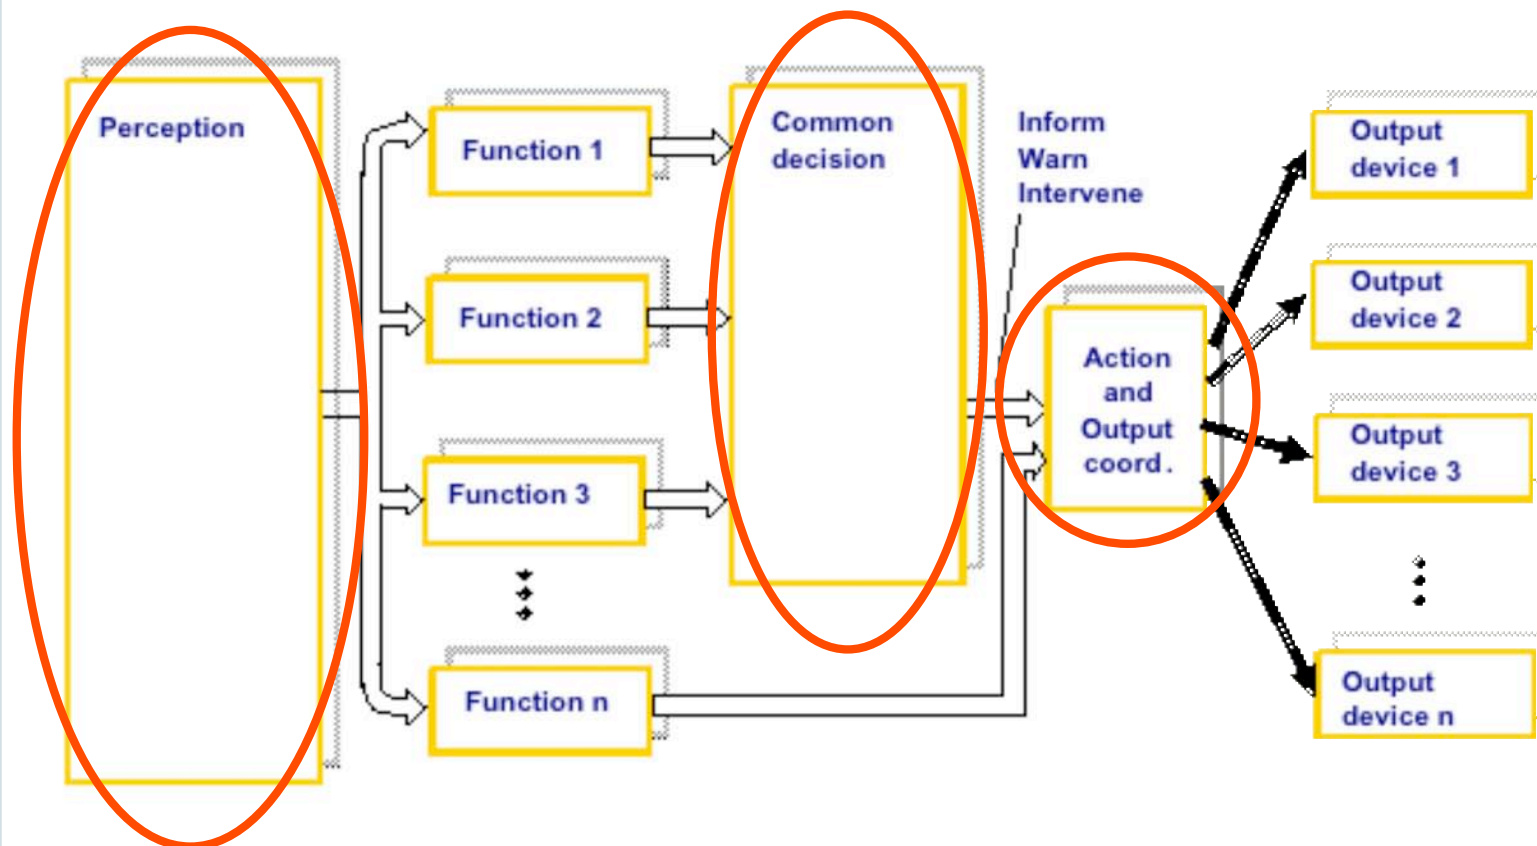 Perception
Function 1
Function 2
Function 3
Function n
Common
decision
Inform
Warn
Intervene
Action
and
Output
coord .
Output
device 1
Output
device 2
Output
device 3
Output
device n